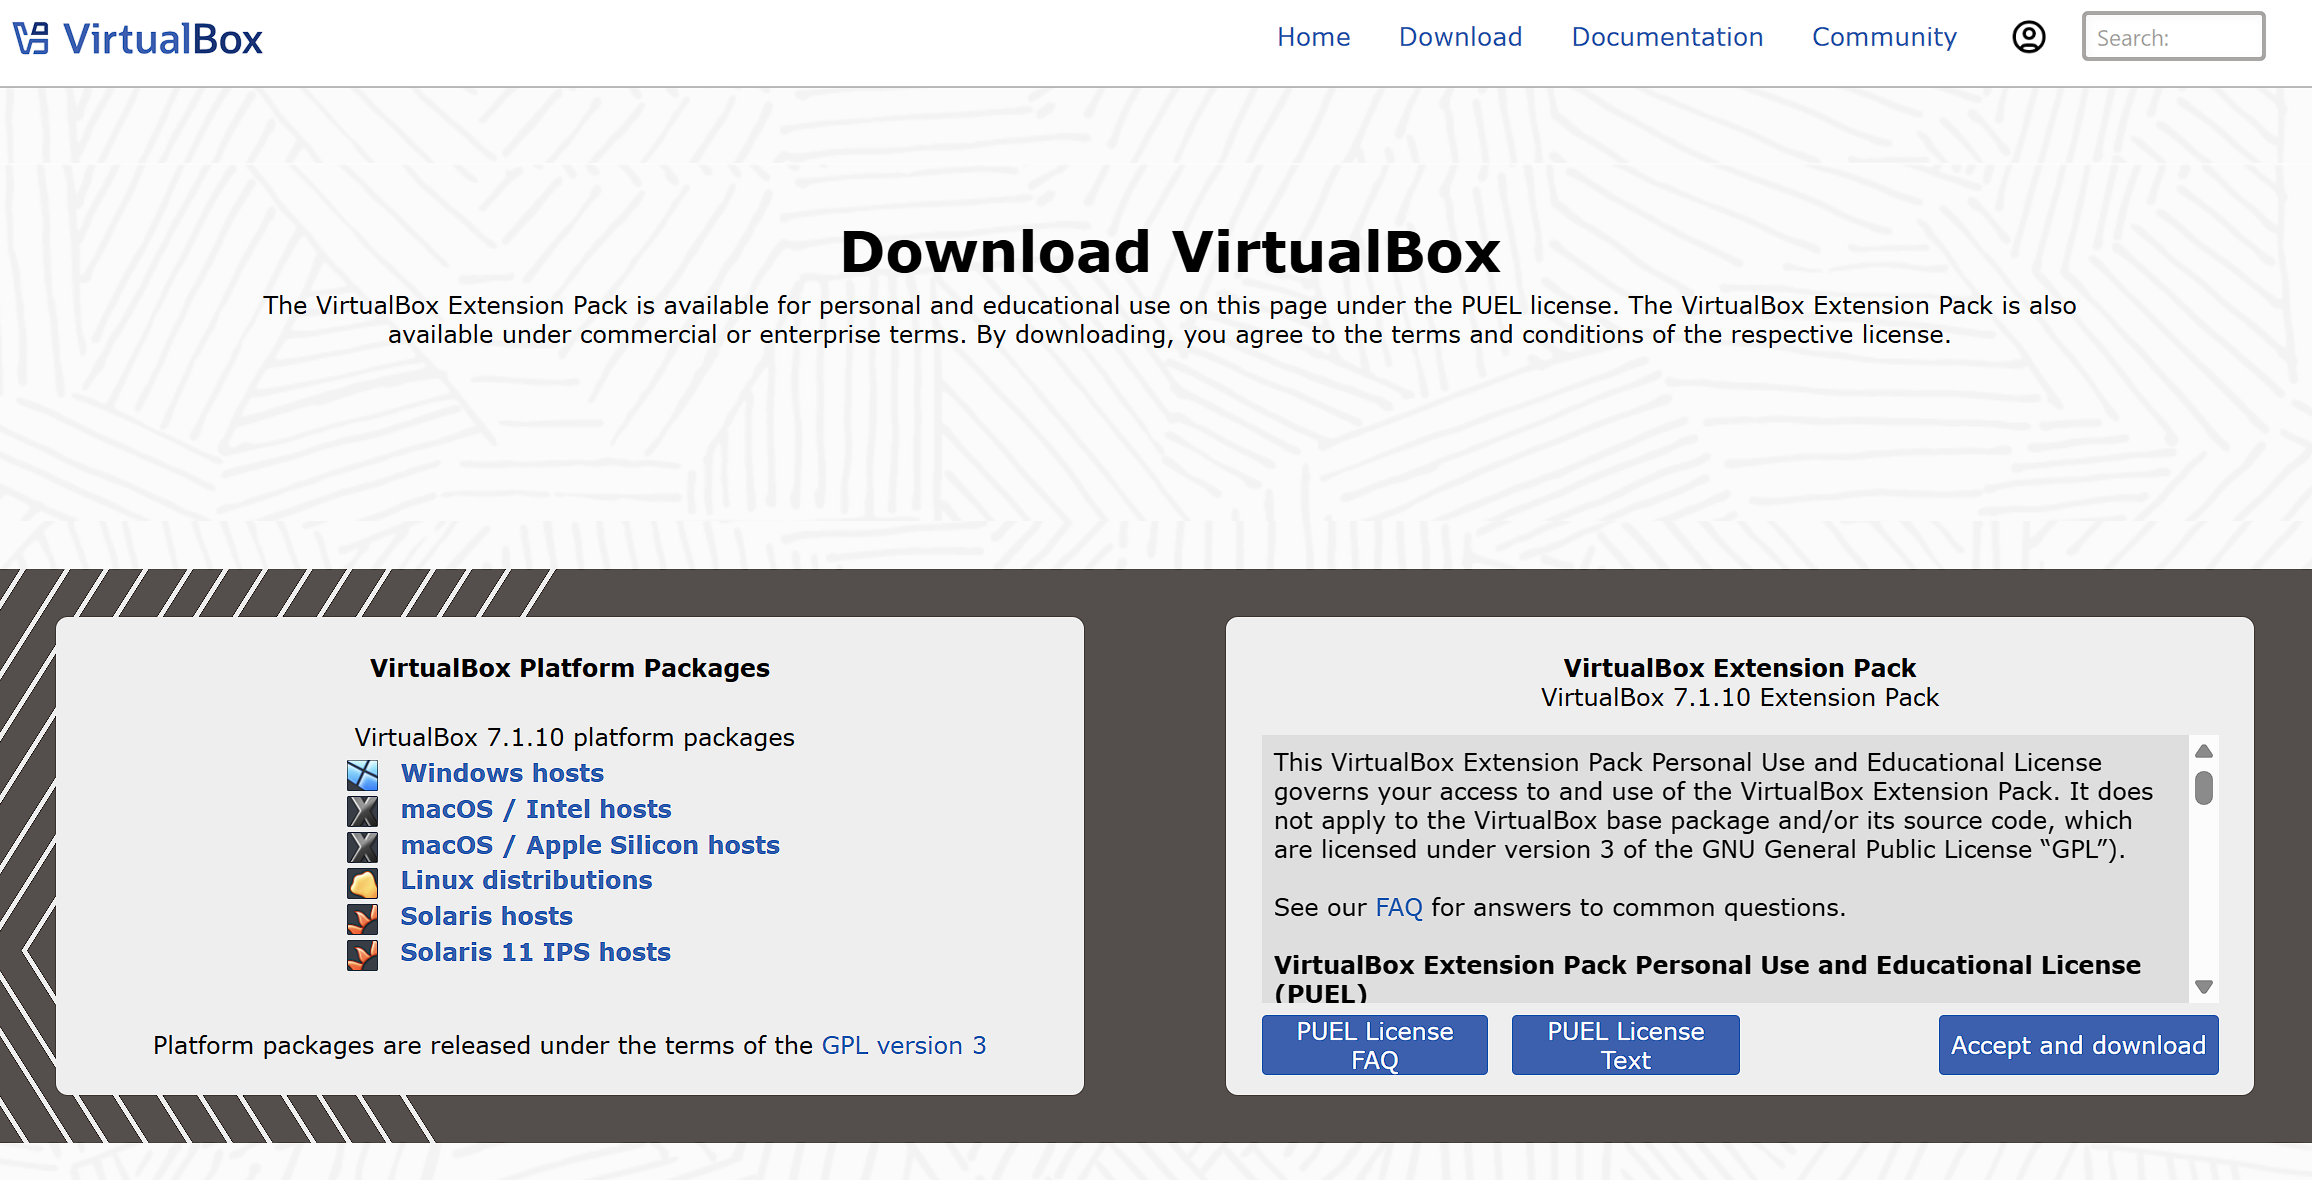 VirtualBox
Home
Download
Documentation
Community
Search:
Download VirtualBox
The VirtualBox Extension Pack is available for personal and educational use on this page under the PUEL license. The VirtualBox Extension Pack is also
available under commercial or enterprise terms. By downloading, you agree to the terms and conditions of the respective license.
VirtualBox Platform Packages
VirtualBox 7.1.10 platform packages
Windows hosts
macOS / Intel hosts
macOS / Apple Silicon hosts
Linux distributions
Solaris hosts
Solaris 11 IPS hosts
Platform packages are released under the terms of the GPL version 3
VirtualBox Extension Pack
VirtualBox 7.1.10 Extension Pack
This VirtualBox Extension Pack Personal Use and Educational License
governs your access to and use of the VirtualBox Extension Pack. It does
not apply to the VirtualBox base package and/or its source code, which
are licensed under version 3 of the GNU General Public License “GPL”).
See our FAQ for answers to common questions.
VirtualBox Extension Pack Personal Use and Educational License
(PUEL)
PUEL License
FAQ
PUEL License
Text
Accept and download